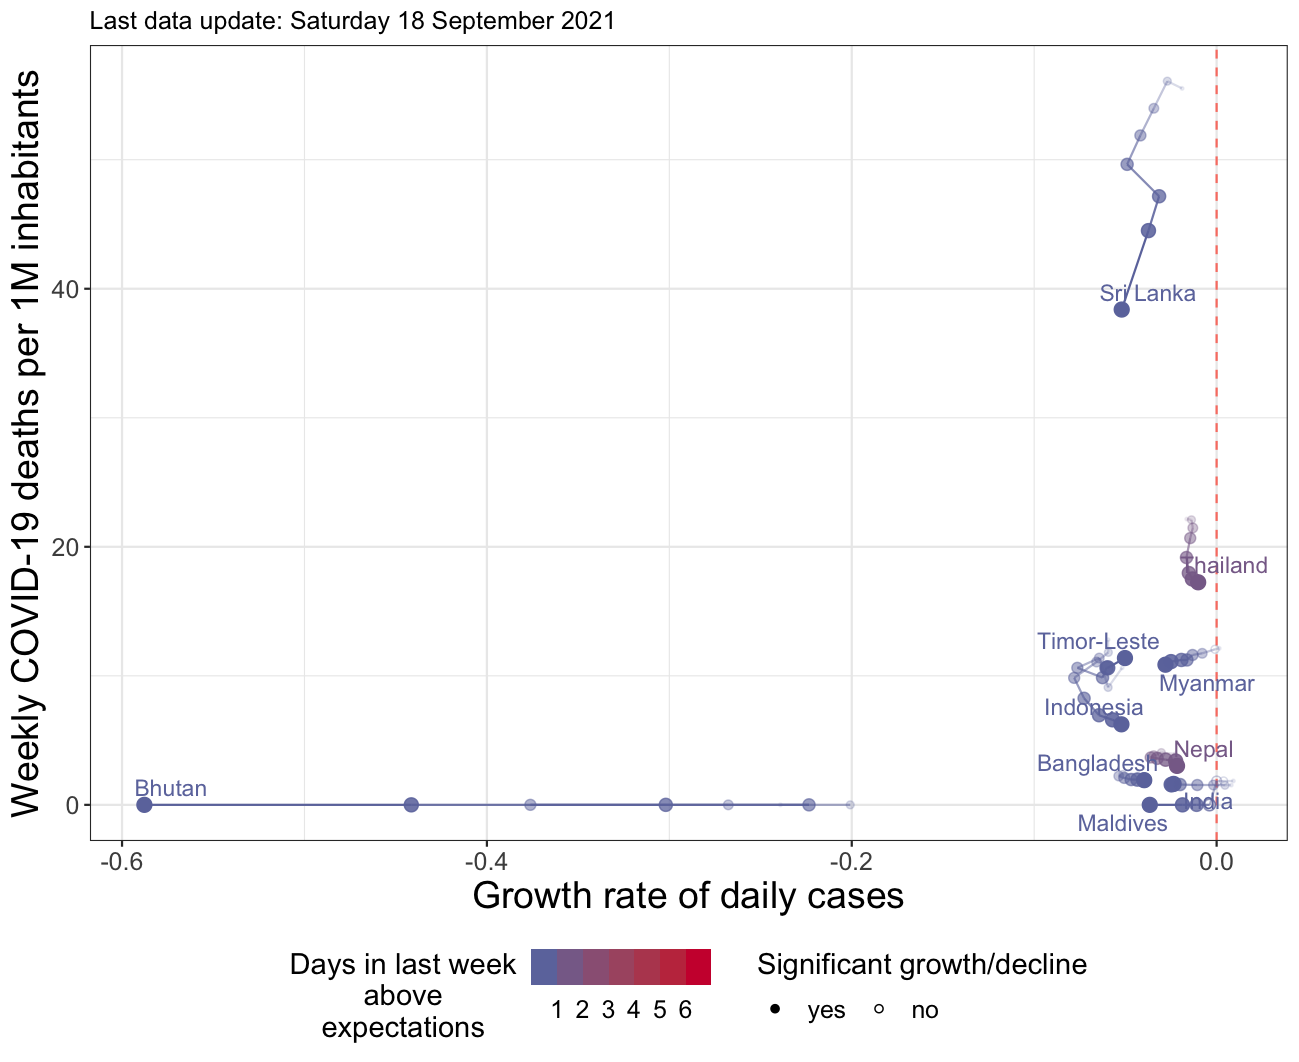 Last data update: Saturday 18 September 2021
Weekly COVID-19 deaths per 1M inhabitants
40
20
0
Sri Lanka
Thailand
Timor-Leste
Myanmar
Indonesia
Nepal
Bangladesh
Bhutan
India
Maldives
-0.6
-0.4
-0.2
0.0
Growth rate of daily cases
Days in last week
above
expectations
1 2 3 4 5 6
Significant growth/decline
yes
no